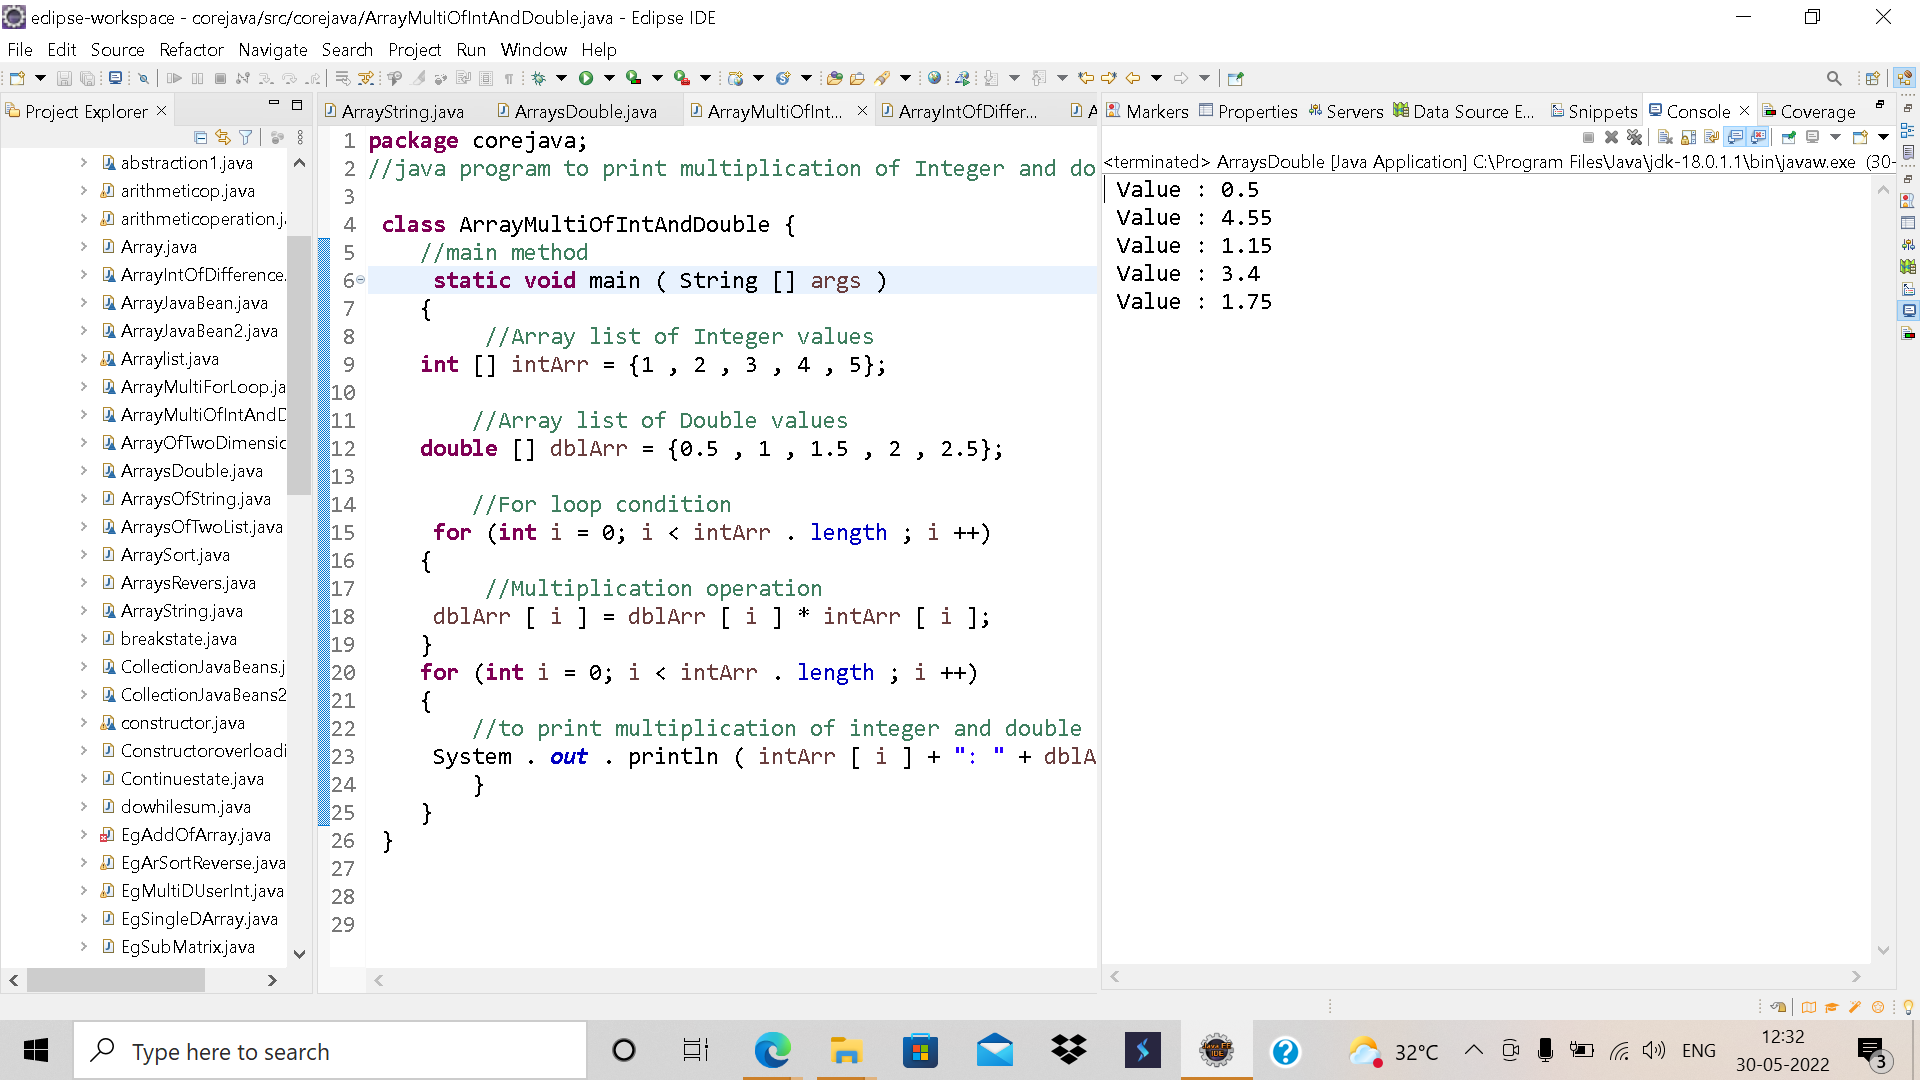 eclipse-workspace - corejava/src/corejava/ArrayMultiOfIntAndDouble.java - Eclipse IDE
File Edit Source Refactor Navigate Search Project Run Window Help
Project Explorer
ArrayString.java ArraysDouble.java ArrayMultiOfInt... ArrayIntOfDiffer... A
Markers Properties Servers Data Source E... Snippets Console Coverage
abstraction1.java
arithmeticop.java
arithmeticoperation.j
Array.java
ArrayIntOfDifference.
ArrayJavaBean.java
ArrayJavaBean2.java
Arraylist.java
ArrayMultiForLoop.ja
ArrayMultiOfIntAndD
ArrayOfTwoDimensic
ArraysDouble.java
ArraysOfString.java
ArraysOfTwoList.java
ArraySort.java
ArraysRevers.java
ArrayString.java
breakstate.java
CollectionJavaBeans.j
CollectionJavaBeans2
constructor.java
Constructoroverloadi
Continuestate.java
dowhilesum.java
EgAddOfArray.java
EgArSortReverse.java
EgMultiDUserInt.java
EgSingleDArray.java
EgSubMatrix.java
1 package corejava;
2 //java program to print multiplication of Integer and do
3
4 class ArrayMultiOfIntAndDouble {
5 //main method
6 static void main ( String [] args )
7 {
8 //Array list of Integer values
9 int [] intArr = {1 , 2 , 3 , 4 , 5};
10
11 //Array list of Double values
12 double [] dblArr = {0.5 , 1 , 1.5 , 2 , 2.5};
13
14 //For loop condition
15 for (int i = 0; i < intArr . length ; i ++)
16 {
17 //Multiplication operation
18 dblArr [ i ] = dblArr [ i ] * intArr [ i ];
19 }
20 for (int i = 0; i < intArr . length ; i ++)
21 {
22 //to print multiplication of integer and double
23 System . out . println ( intArr [ i ] + ": " + dblA
24 }
25 }
26 }
27
28
29
<terminated> ArraysDouble [Java Application] C:\Program Files\Java\jdk-18.0.1.1\bin\javaw.exe (30-
Value : 0.5
Value : 4.55
Value : 1.15
Value : 3.4
Value : 1.75
Type here to search
Java EE
IDE
32°C
ENG
12:32
30-05-2022
3